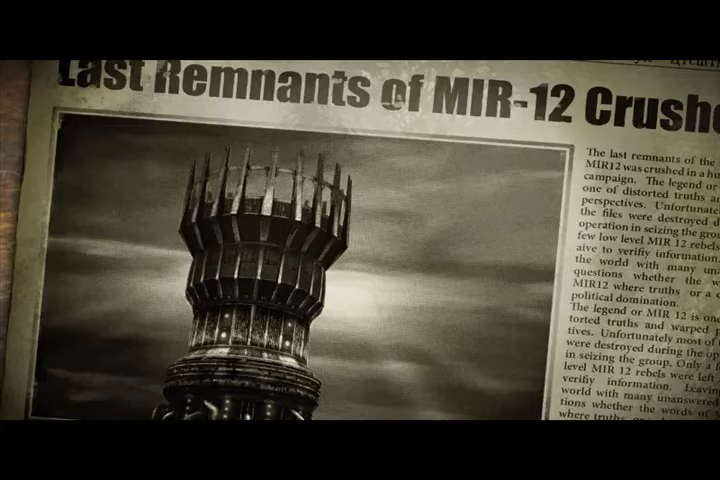 Last Remnants of MIR-12 Crushe
The last remnants of the
MIR12 was crushed in a hu
campaign. The legend or
one of distorted truths a
perspectives. Unfortunate
the files were destroyed d
operation in seizing the grou
few low level MIR 12 rebels
aive to verifiy information.
the world with many un
questions whether the w
MIR12 where truths or a
political domination.
The legend or MIR 12 is one
torted truths and warped
tives. Unfortunately most of
were destroyed during the op
in seizing the group. Only a f
level MIR 12 rebels were left
verifiy information. Leaving
world with many unanswered
tions whether the words of
where truths